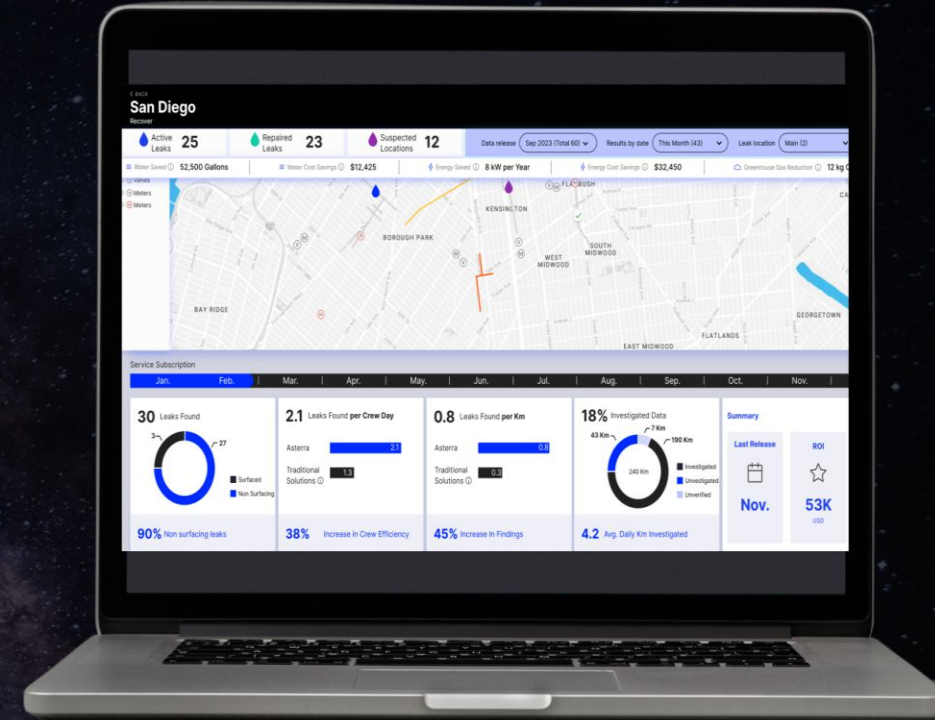 < BACK
San Diego
Recover
Active Leaks 25
Repaired Leaks 23
Suspected Locations 12
Data release
Sep 2023 (Total 60)
Results by date
This Month (43)
Leak location
Main (2)
Water Saved
52,500 Gallons
Water Cost Savings
$12,425
Energy Saved
8 kW per Year
Energy Cost Savings
$32,450
Greenhouse Gas Reduction
12 kg
Valves
M Meters
M Meters
FLATBUSH
KENSINGTON
BOROUGH PARK
SOUTH
MIDWOOD
WEST
MIDWOOD
BAY RIDGE
GEORGETOWN
FLATLANDS
EAST MIDWOOD
Service Subscription
Jan. Feb. | Mar. | Apr. | May. | Jun. | Jul. | Aug. | Sep. | Oct. | Nov. |
30 Leaks Found
3
27
Surfaced
Non Surfacing
90% Non surfacing leaks
2.1 Leaks Found per Crew Day
Asterra 2.1
Traditional
Solutions 1.3
38% Increase in Crew Efficiency
0.8 Leaks Found per Km
Asterra 0.8
Traditional
Solutions 0.3
45% Increase In Findings
18% Investigated Data
43 Km
7 Km
190 Km
240 Km
Investigated
Unvestigated
Unverified
4.2 Avg. Daily Km Investigated
Summary
Last Release
Nov.
ROI
53K
USD